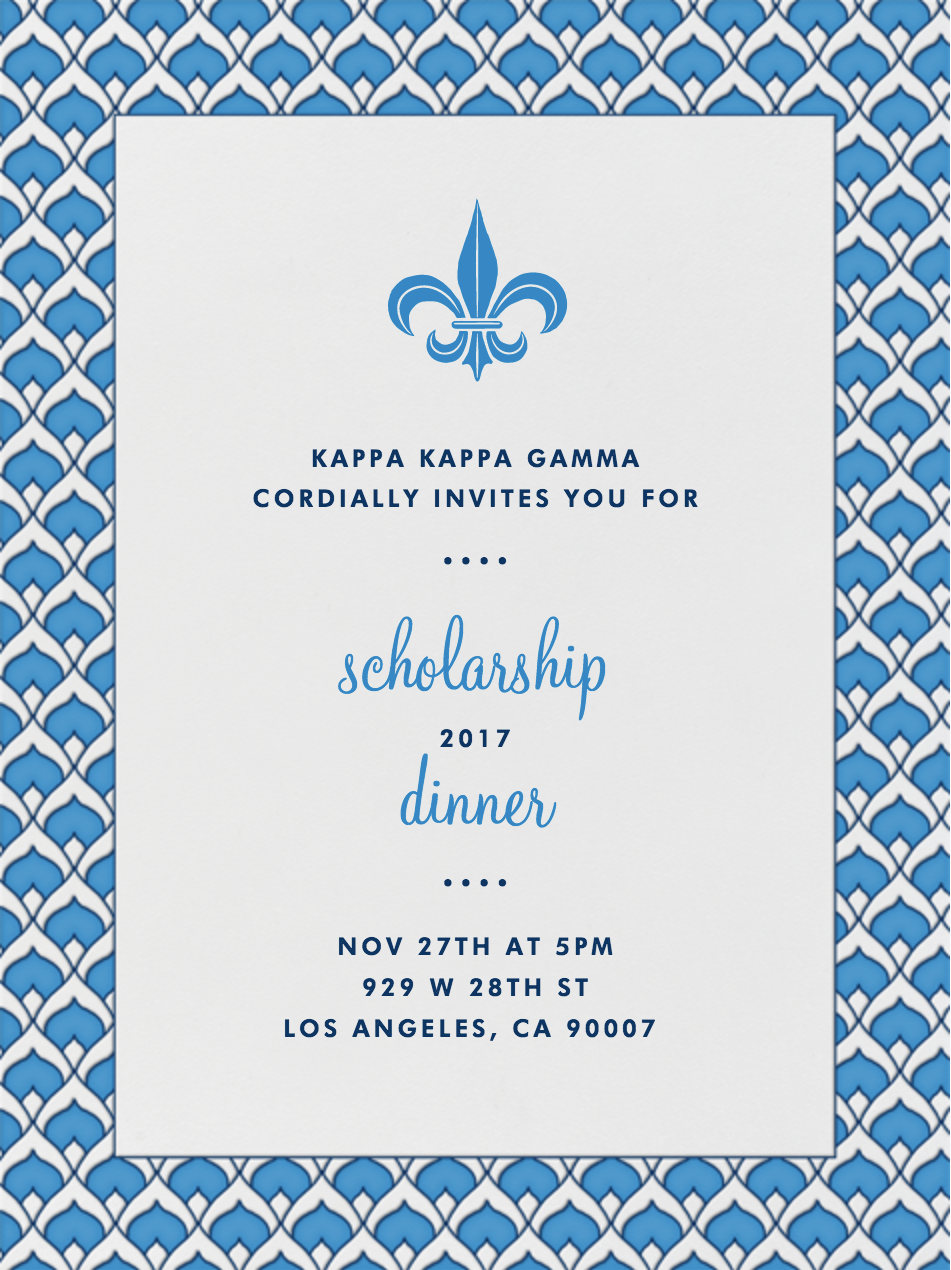 KAPPA KAPPA GAMMA
CORDIALLY INVITES YOU FOR
••••
scholarship
2017
dinner
••••
NOV 27TH AT 5PM
929 W 28TH ST
LOS ANGELES, CA 90007